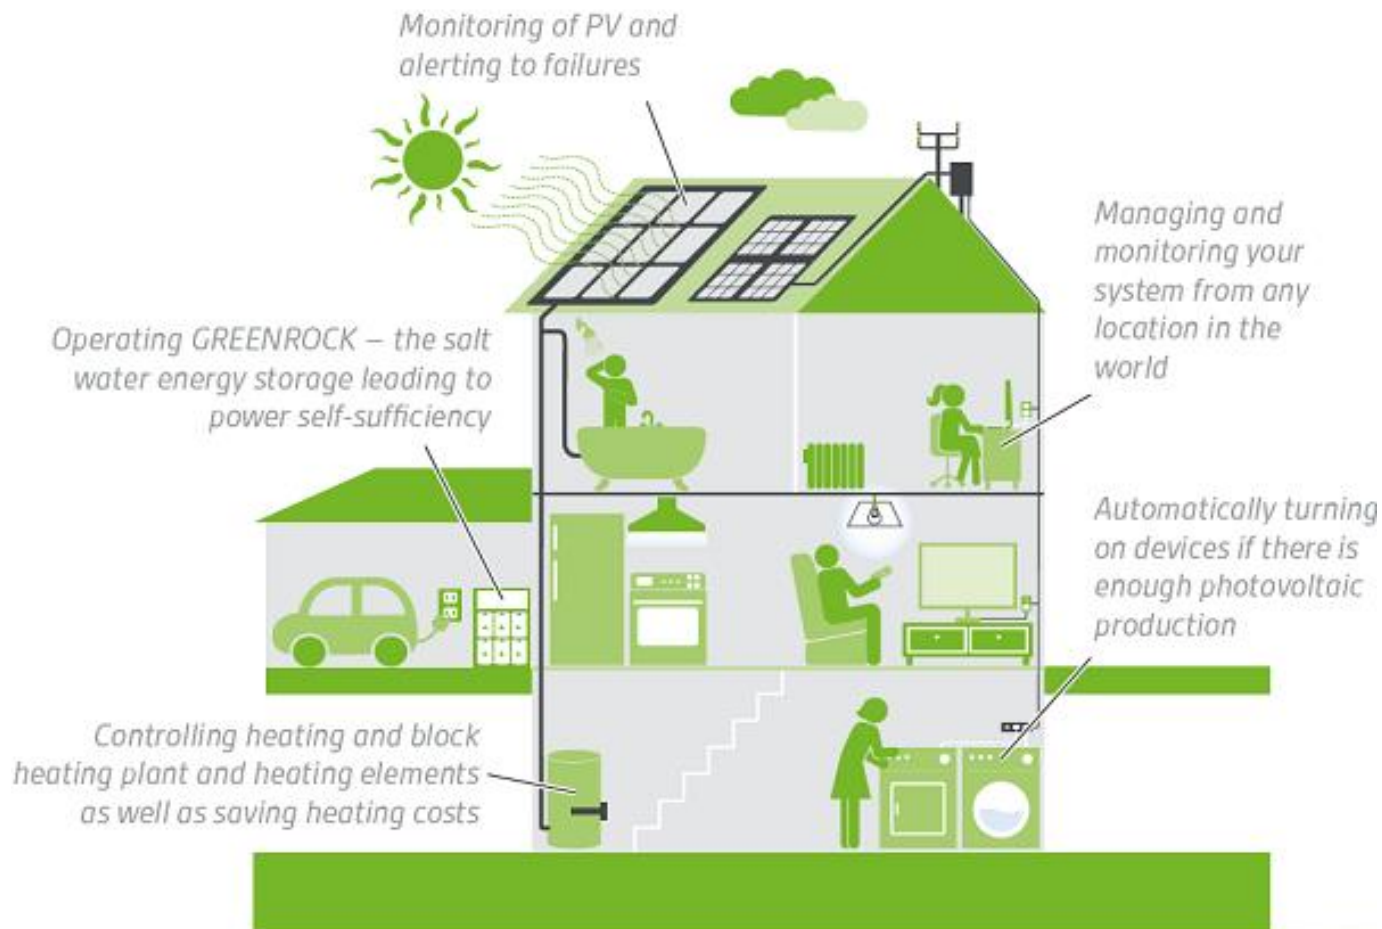 Monitoring of PV and
alerting to failures
Managing and
monitoring your
system from any
location in the
world
Operating GREENROCK – the salt
water energy storage leading to
power self-sufficiency
Automatically turning
on devices if there is
enough photovoltaic
production
Controlling heating and block
heating plant and heating elements
as well as saving heating costs